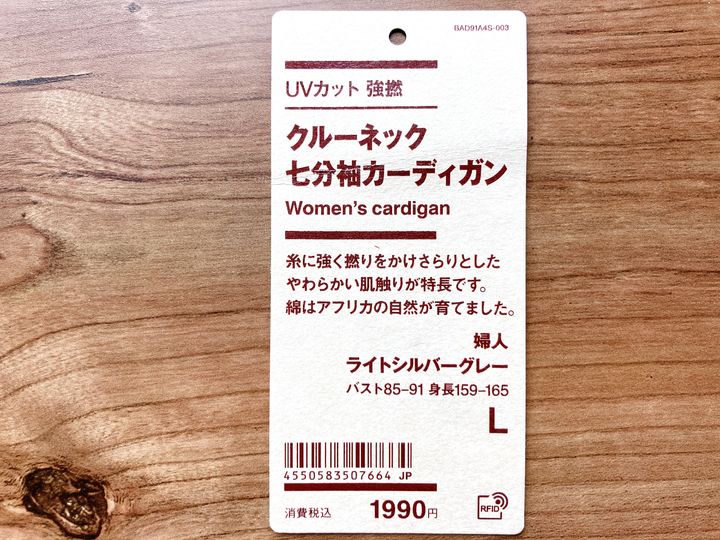 BAD91A4S-003
UVカット 強撚
クルーネック
七分袖カーディガン
Women's cardigan
糸に強く撚りをかけさらりとした
やわらかい肌触りが特長です。
綿はアフリカの自然が育てました。
婦人
ライトシルバーグレー
バスト85-91 身長159-165
L
4550583507664 JP
消費税込 1990円
RFID